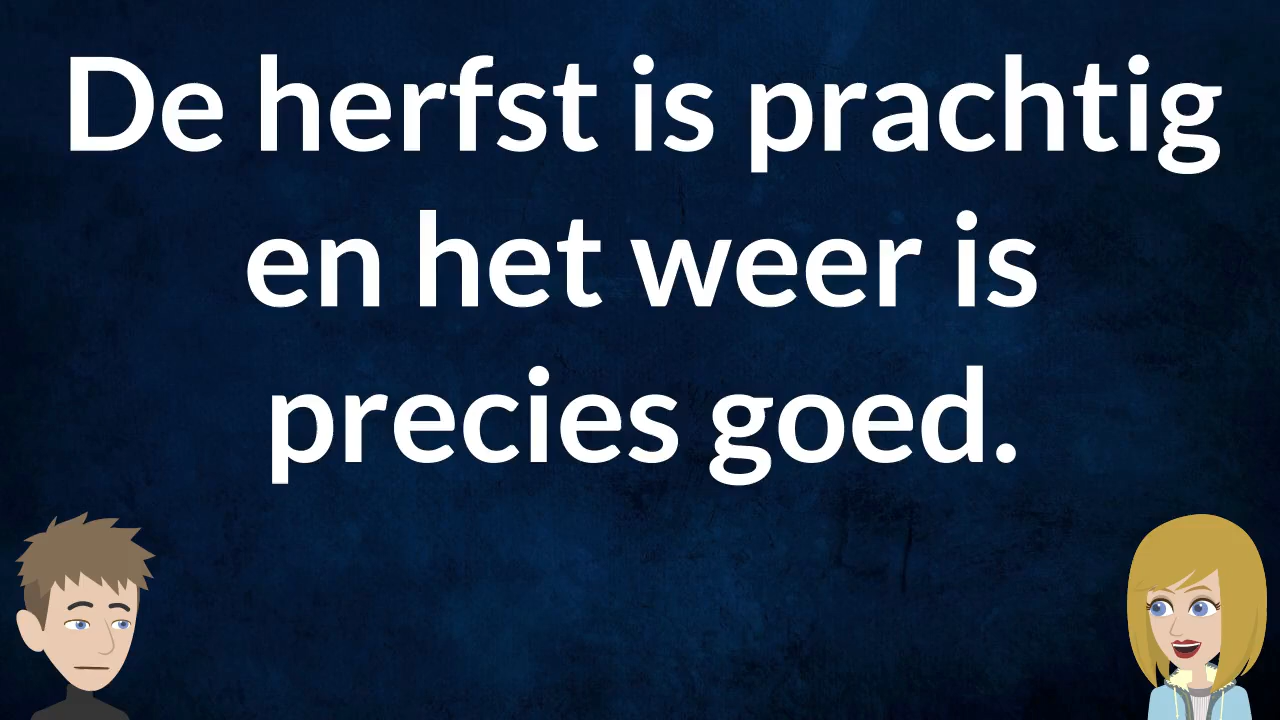 De herfst is prachtig
en het weer is
precies goed.